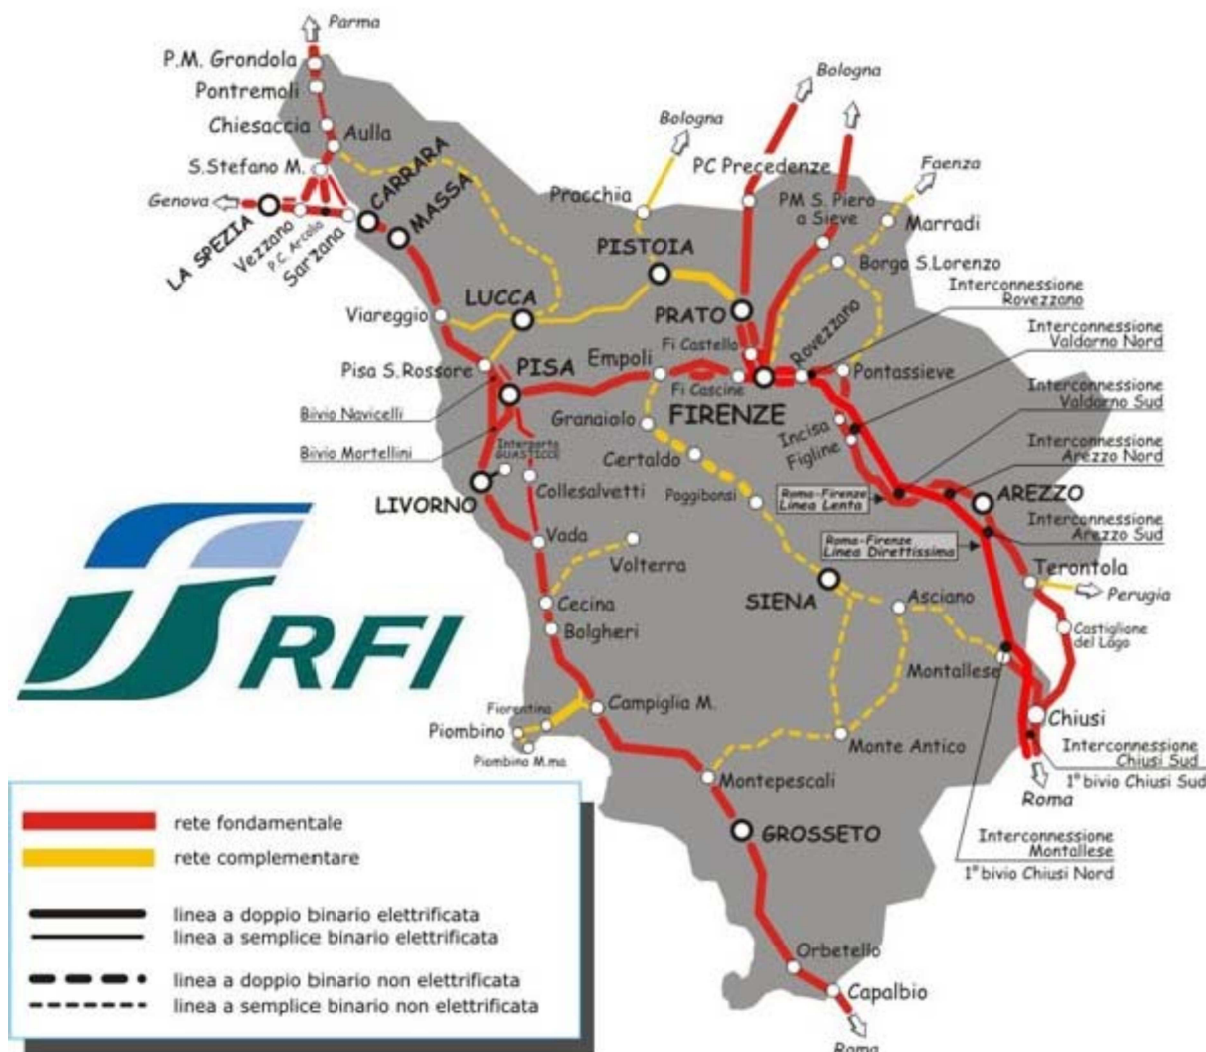 Parma
P.M. Grondola
Pontremoli
Chiesaccia
Aulla
S.Stefano M.
Genova
LA SPEZIA
Vezzano
P.C. Arcola
Sarzana
CARRARA
MASSA
Bologna
Bologna
Pracchiia
PC Precedenze
PM S. Piero
a Sieve
Faenza
Marradi
Borgo S.Lorenzo
PISTOIA
LUCCA
PRATO
Viareggio
Fi Castello
Rovezzano
Interconnessione
Rovezzano
Interconnessione
Valdarno Nord
Pisa S. Rossore
PISA
Empoli
Fi Cascine
FIRENZE
Pontassieve
Interconnessione
Valdarno Sud
Bivio Navicelli
Granaiolo
Incisa
Figline
Interconnessione
Arezzo Nord
Bivio Mortellini
Interporto
GUASTICCE
Certaldo
LIVORNO
Collesalvetti
Poggibonsi
Roma-Firenze
Linea Lenta
AREZZO
Interconnessione
Arezzo Sud
Vada
Volterra
Roma-Firenze
Linea Direttissima
Terontola
Perugia
SIENA
Asciano
Cecina
Bolgheri
Castiglione
del Lago
Montallese
RFI
Fiorentina
Campiglia M.
Piombino
Piombino M.ma
Monte Antico
Chiusi
Interconnessione
Chiusi Sud
1° bivio Chiusi Sud
Roma
Montepescali
GROSSETO
Interconnessione
Montallese
1° bivio Chiusi Nord
Orbetello
Capalbio
Roma
rete fondamentale
rete complementare
linea a doppio binario elettrificata
linea a semplice binario elettrificata
linea a doppio binario non elettrificata
linea a semplice binario non elettrificata